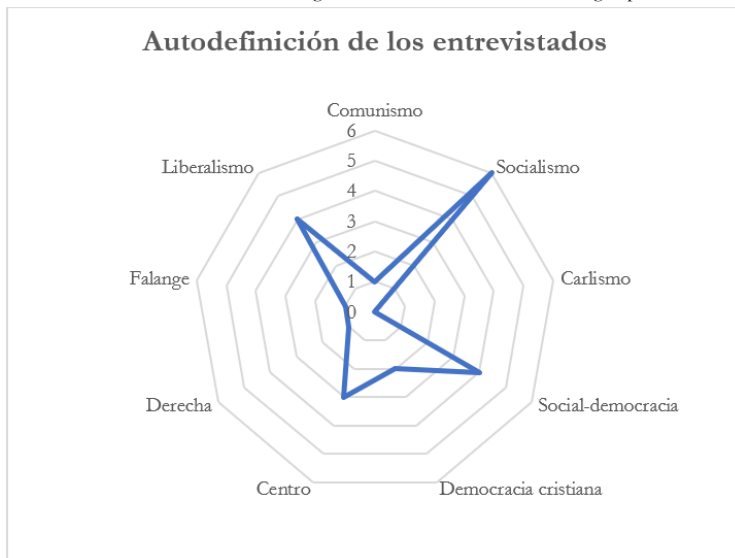 Autodefinición de los entrevistados
Comunismo
6
5
4
3
2
1
0
Socialismo
Carlismo
Social-democracia
Democracia cristiana
Centro
Derecha
Falange
Liberalismo